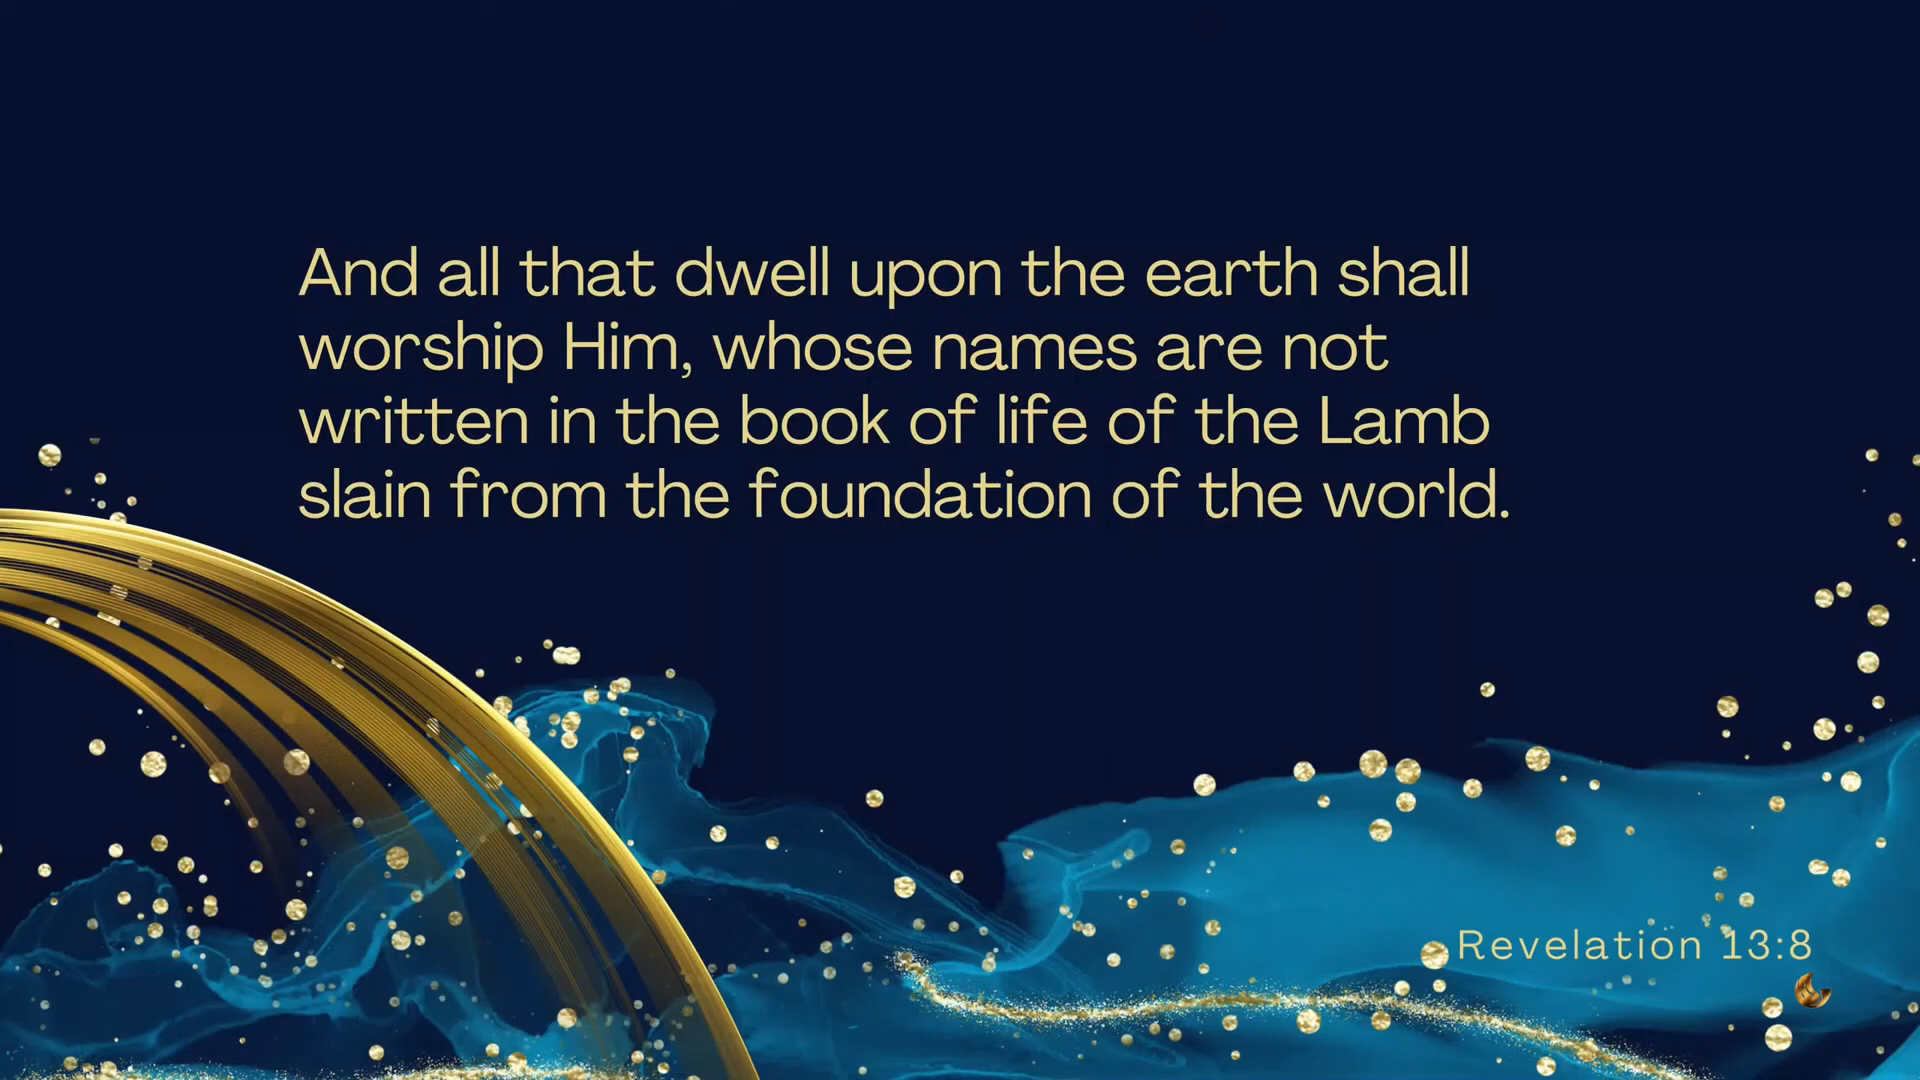 And all that dwell upon the earth shall
worship Him, whose names are not
written in the book of life of the Lamb
slain from the foundation of the world.
Revelation 13:8